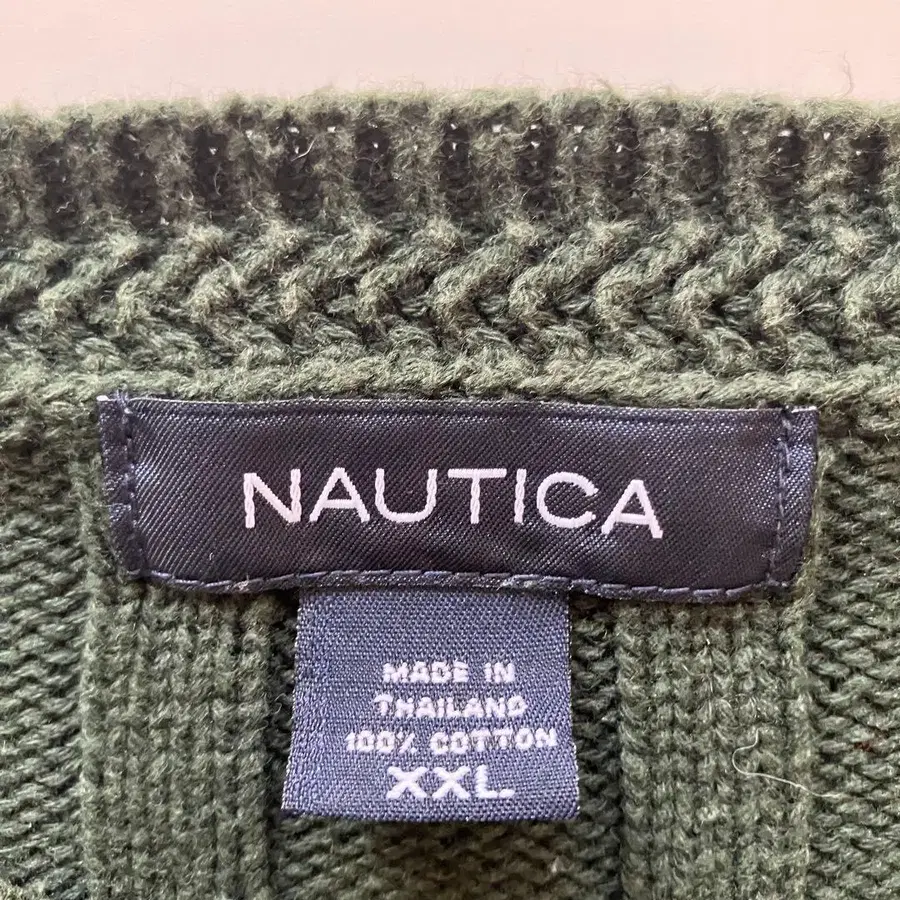 NAUTICA
MADE IN
THAILAND
100% COTTON
XXL